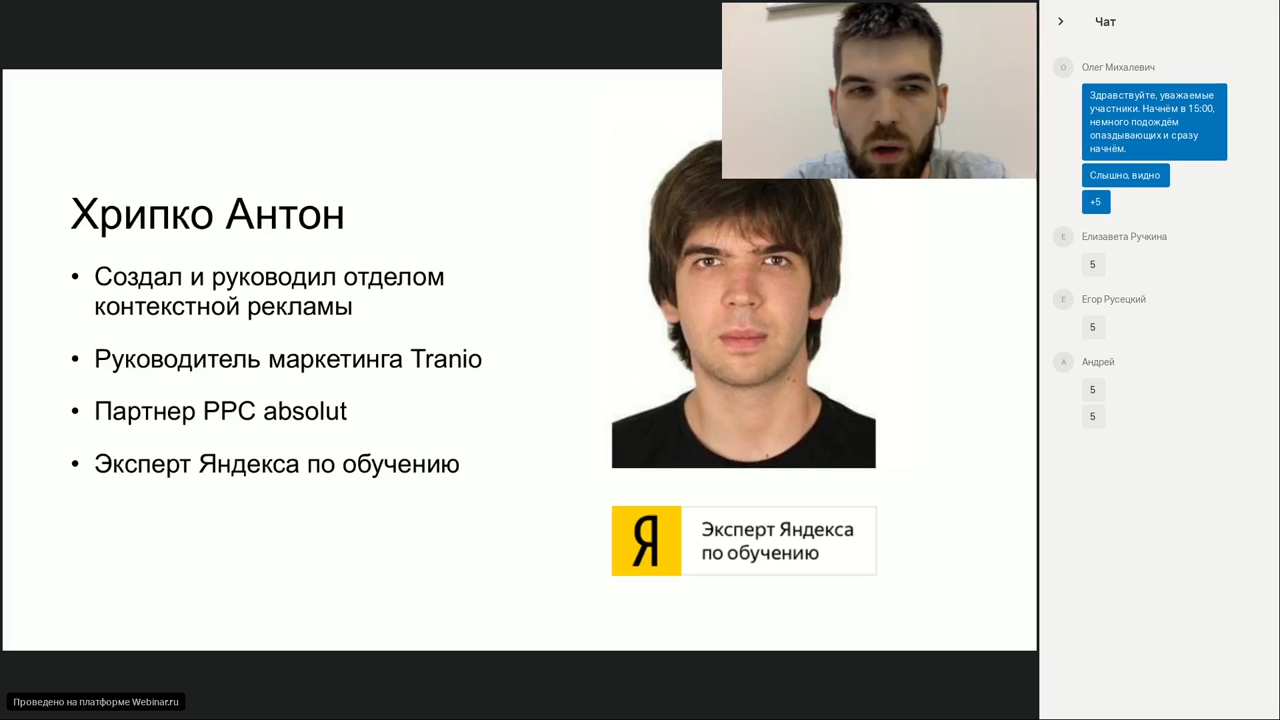 Хрипко Антон
• Создал и руководил отделом
контекстной рекламы
• Руководитель маркетинга Tranio
• Партнер PPC absolut
• Эксперт Яндекса по обучению
Я
Эксперт Яндекса
по обучению
Проведено на платформе Webinar.ru
Чат
О
Олег Михалевич
Здравствуйте, уважаемые
участники. Начнём в 15:00,
немного подождём
опаздывающих и сразу
начнём.
Слышно, видно
+5
Е
Елизавета Ручкина
5
Е
Егор Русецкий
5
А
Андрей
5
5